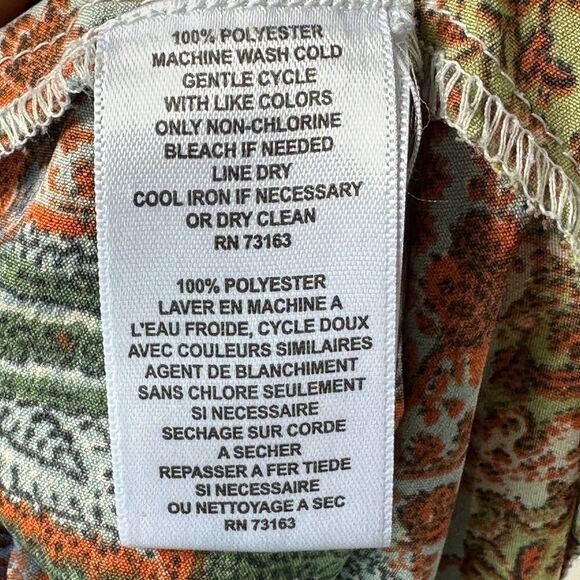 100% POLYESTER
MACHINE WASH COLD
GENTLE CYCLE
WITH LIKE COLORS
ONLY NON-CHLORINE
BLEACH IF NEEDED
LINE DRY
COOL IRON IF NECESSARY
OR DRY CLEAN
RN 73163
100% POLYESTER
LAVER EN MACHINE A
L'EAU FROIDE, CYCLE DOUX
AVEC COULEURS SIMILAIRES
AGENT DE BLANCHIMENT
SANS CHLORE SEULEMENT
SI NECESSAIRE
SECHAGE SUR CORDE
A SECHER
REPASSER A FER TIEDE
SI NECESSAIRE
OU NETTOYAGE A SEC
RN 73163